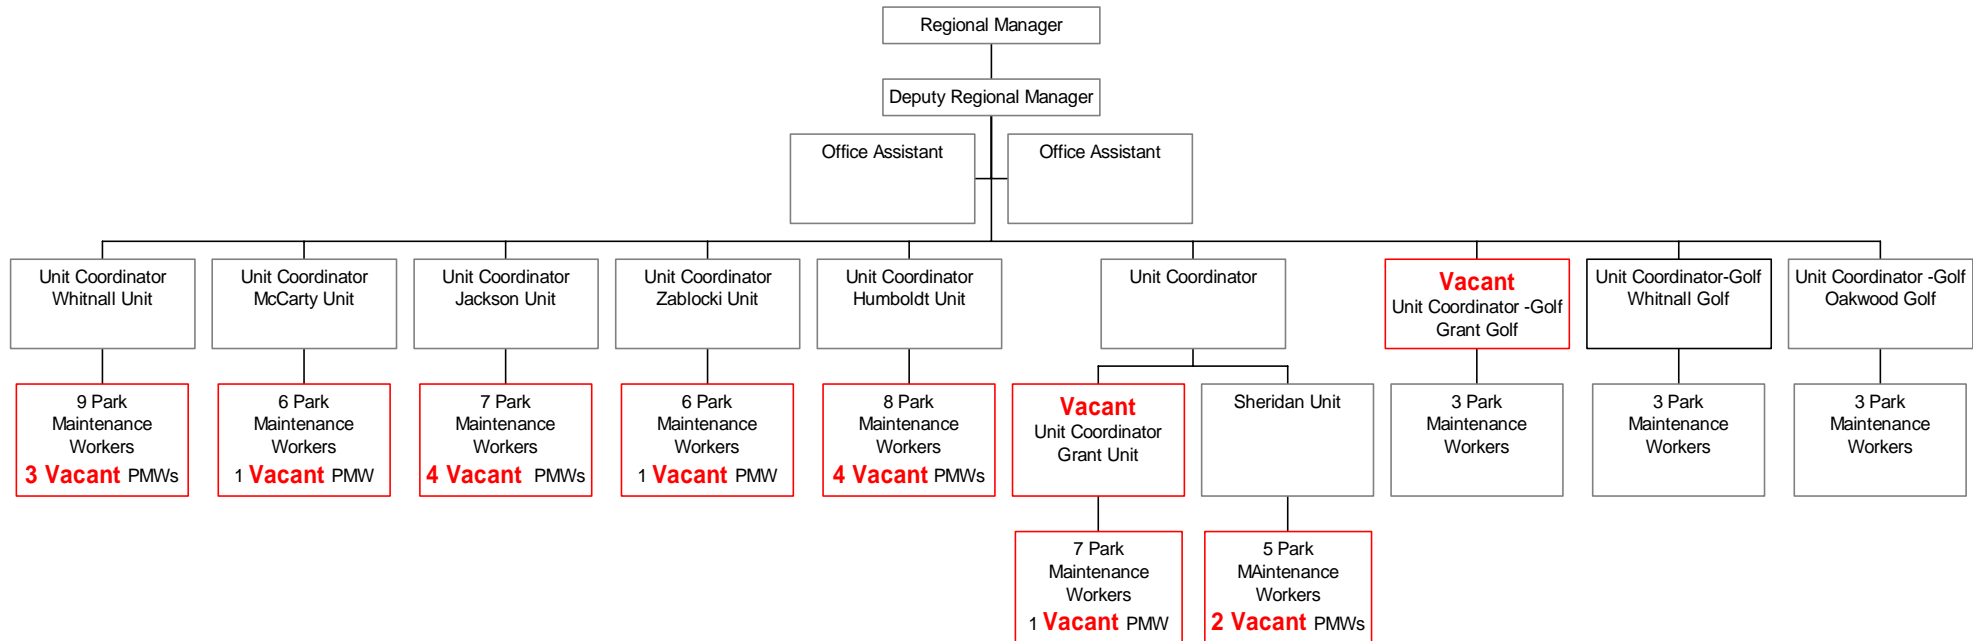 Regional Manager
Deputy Regional Manager
Office Assistant
Office Assistant
Unit Coordinator
Whitnall Unit
Unit Coordinator
McCarty Unit
Unit Coordinator
Jackson Unit
Unit Coordinator
Zablocki Unit
Unit Coordinator
Humboldt Unit
Unit Coordinator
Vacant
Unit Coordinator -Golf
Grant Golf
Unit Coordinator-Golf
Whitnall Golf
Unit Coordinator -Golf
Oakwood Golf
9 Park
Maintenance
Workers
3 Vacant PMWs
6 Park
Maintenance
Workers
1 Vacant PMW
7 Park
Maintenance
Workers
4 Vacant PMWs
6 Park
Maintenance
Workers
1 Vacant PMW
8 Park
Maintenance
Workers
4 Vacant PMWs
Vacant
Unit Coordinator
Grant Unit
Sheridan Unit
3 Park
Maintenance
Workers
3 Park
Maintenance
Workers
3 Park
Maintenance
Workers
7 Park
Maintenance
Workers
1 Vacant PMW
5 Park
MAintenance
Workers
2 Vacant PMWs